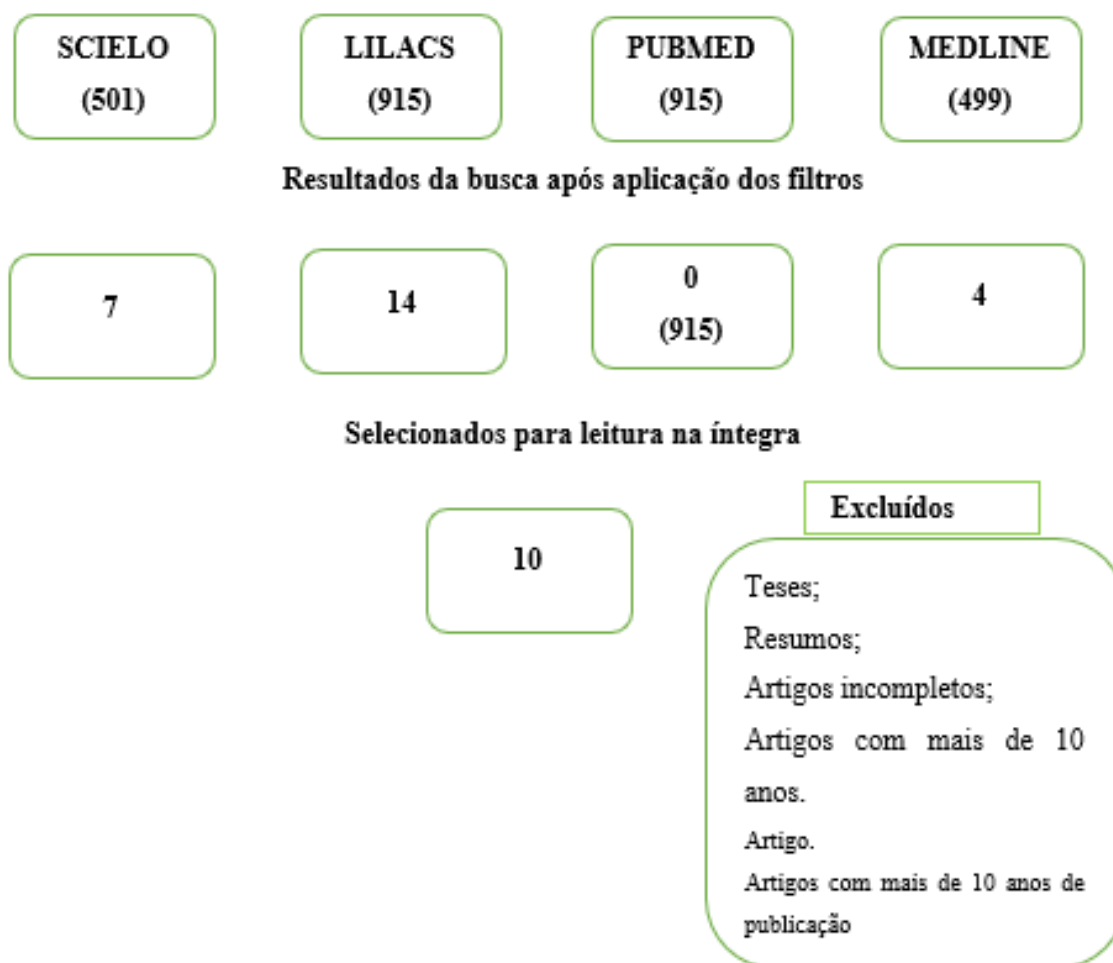 SCIELO
(501)
LILACS
(915)
PUBMED
(915)
MEDLINE
(499)
Resultados da busca após aplicação dos filtros
7
14
0
(915)
4
Selecionados para leitura na íntegra
10
Excluídos
Teses;
Resumos;
Artigos incompletos;
Artigos com mais de 10
anos.
Artigo.
Artigos com mais de 10 anos de
publicação